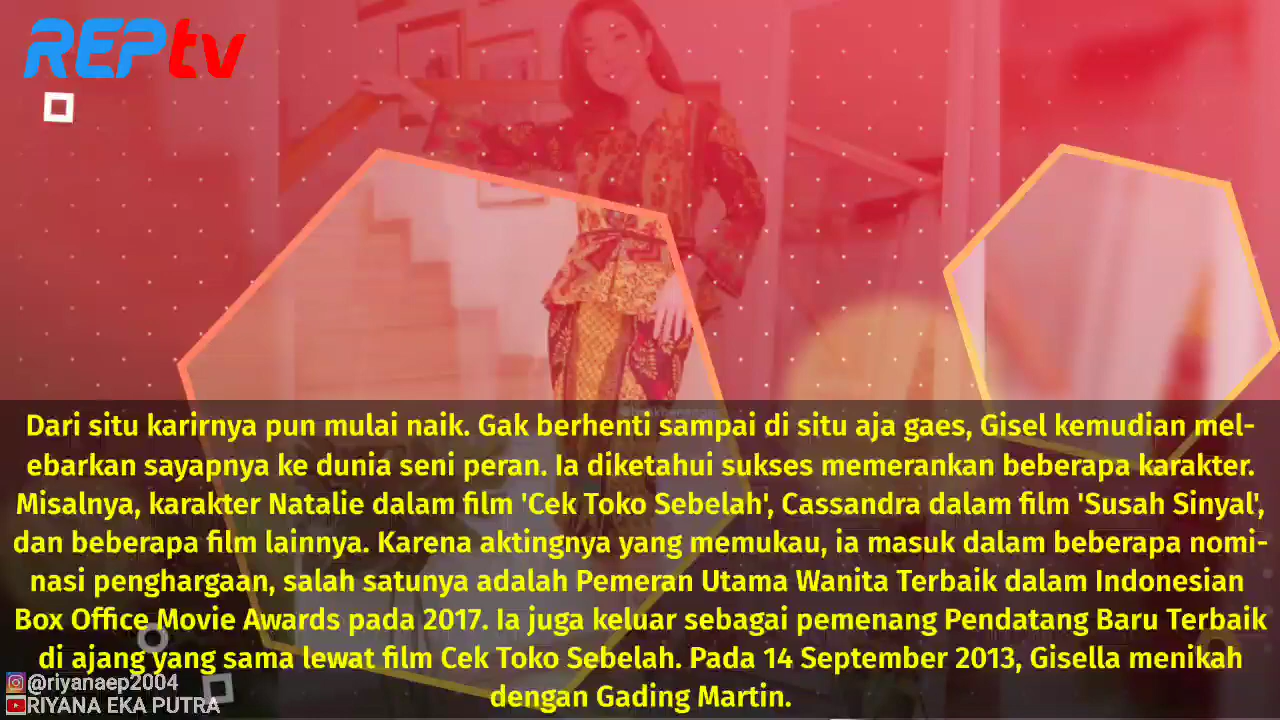 REPtv
Dari situ karirnya pun mulai naik. Gak berhenti sampai di situ aja gaes, Gisel kemudian mel-
ebarkan sayapnya ke dunia seni peran. Ia diketahui sukses memerankan beberapa karakter.
Misalnya, karakter Natalie dalam film 'Cek Toko Sebelah', Cassandra dalam film 'Susah Sinyal',
dan beberapa film lainnya. Karena aktingnya yang memukau, ia masuk dalam beberapa nomi-
nasi penghargaan, salah satunya adalah Pemeran Utama Wanita Terbaik dalam Indonesian
Box Office Movie Awards pada 2017. Ia juga keluar sebagai pemenang Pendatang Baru Terbaik
di ajang yang sama lewat film Cek Toko Sebelah. Pada 14 September 2013, Gisella menikah
dengan Gading Martin.
@riyanaep2004
RIYANA EKA PUTRA